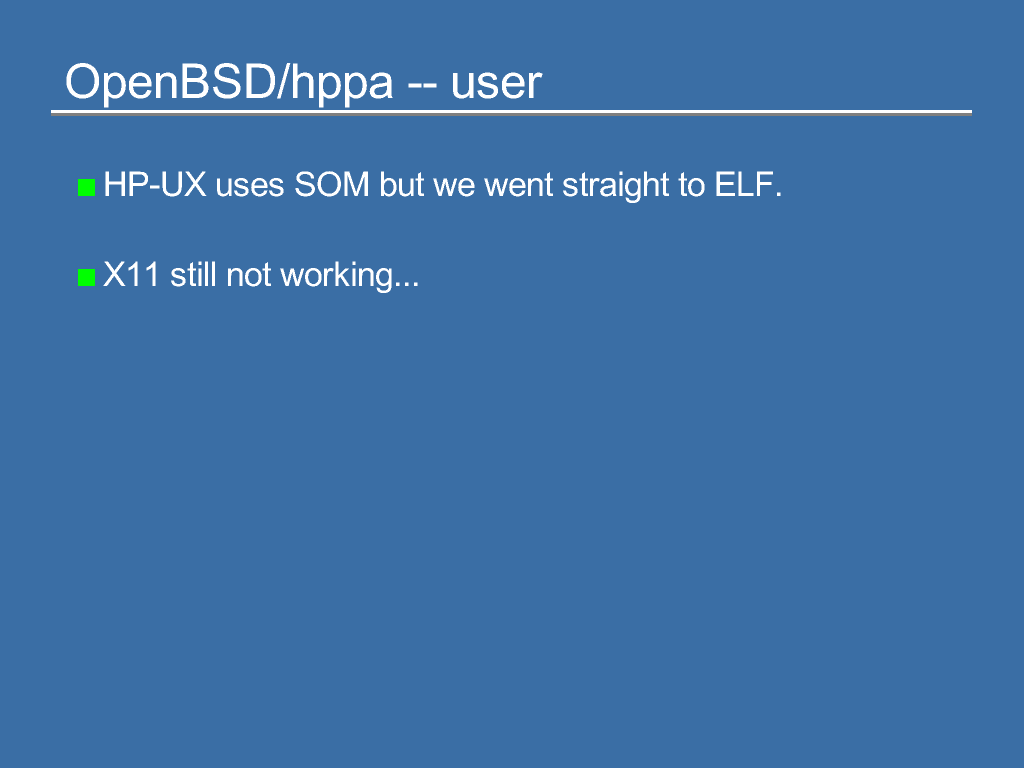 OpenBSD/hppa -- user
HP-UX uses SOM but we went straight to ELF.
X11 still not working...